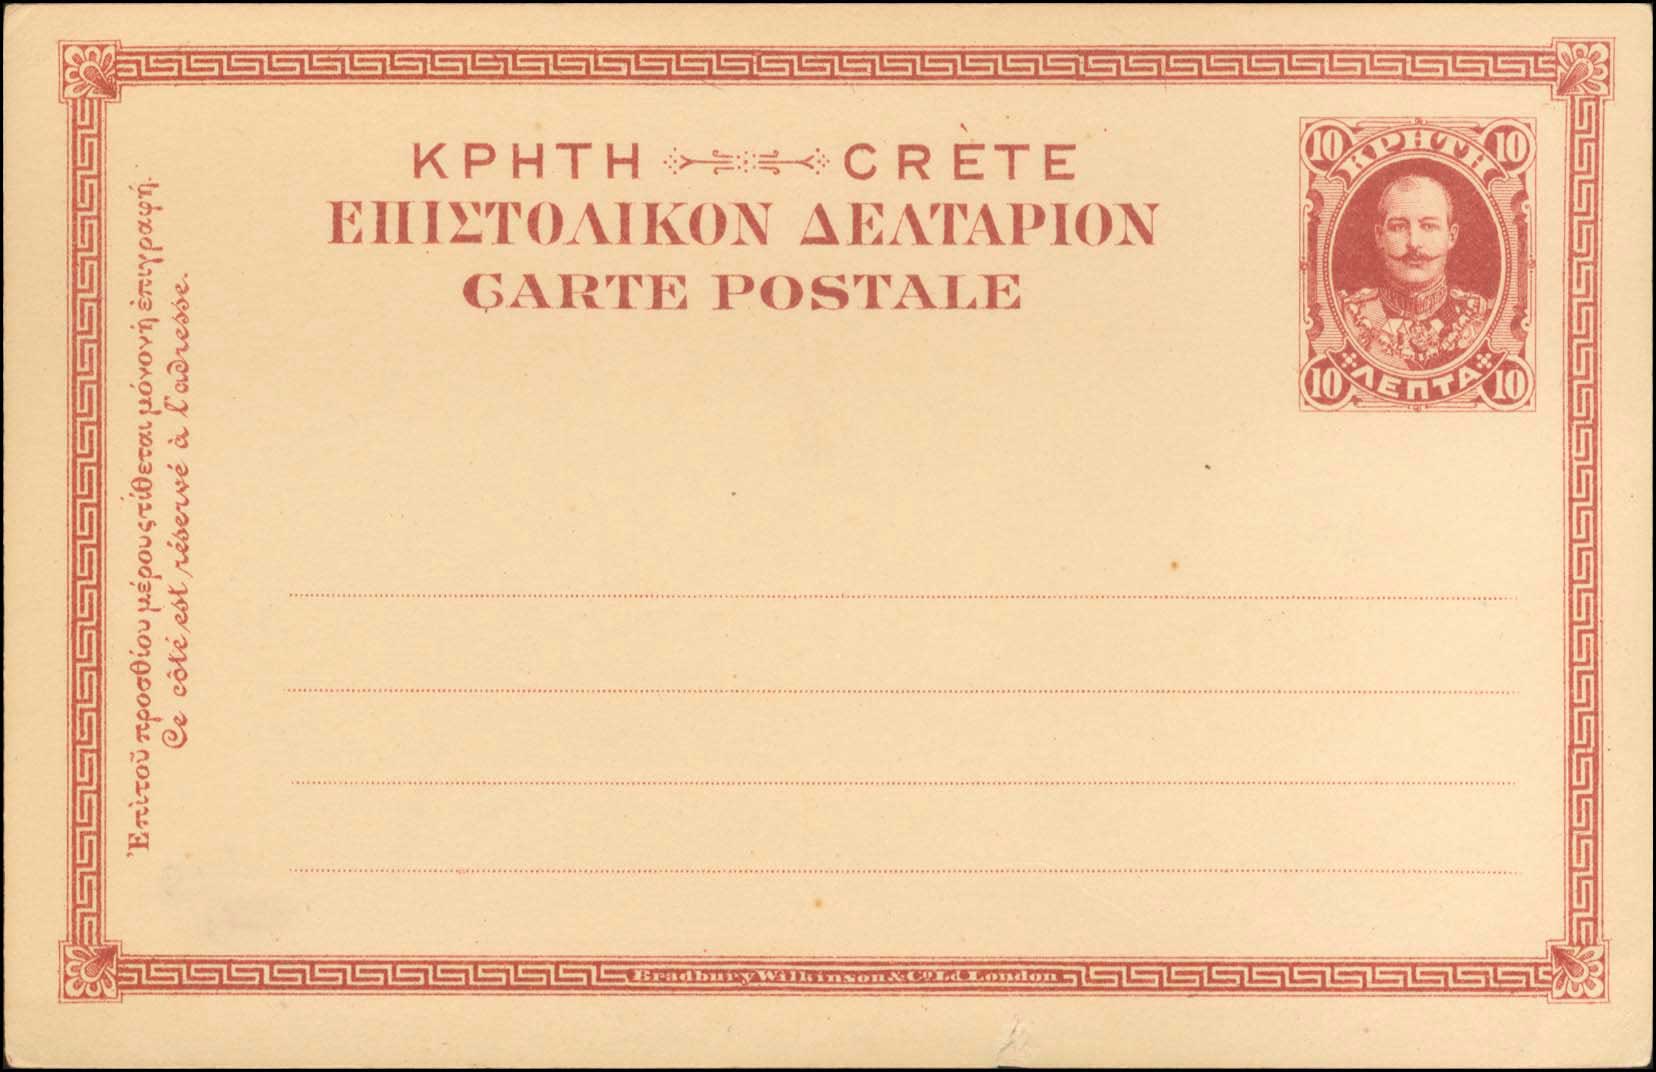 ΚΡΗΤΗ CRÈTE
ΕΠΙΣΤΟΛΙΚΟΝ ΔΕΛΤΑΡΙΟΝ
CARTE POSTALE
10 ΚΡΗΤΗ 10
10 ΛΕΠΤΑ 10
Ἐπὶ τοῦ προσθίου μέρους τίθεται μόνον ἡ ἐπιγραφή.
Ce côté est réservé à l'adresse.
Bradbury Wilkinson & Co Ld London